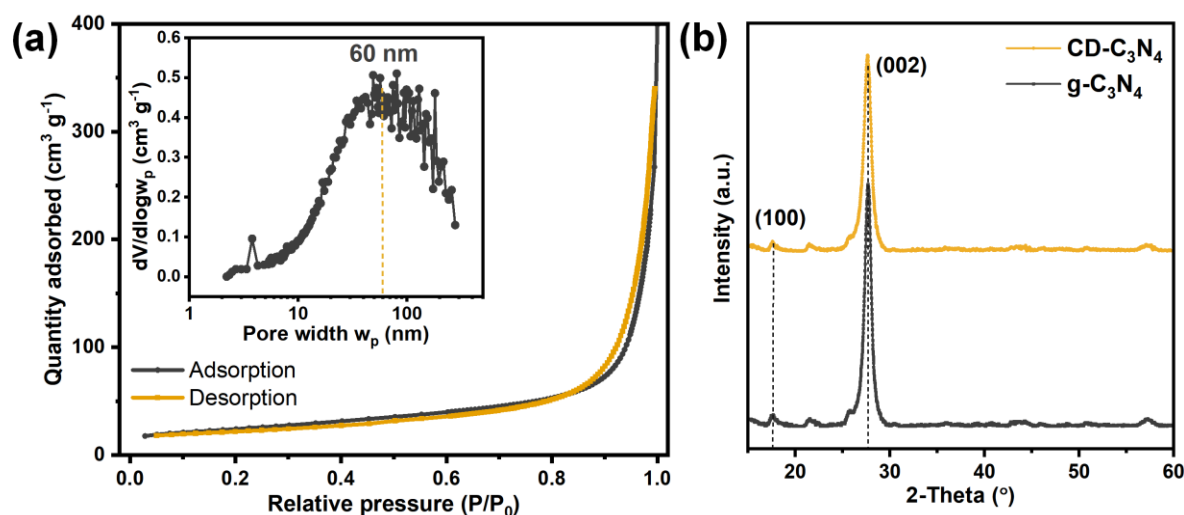 (a)
Quantity adsorbed (cm³ g⁻¹)
400
300
200
100
0
0.0 0.2 0.4 0.6 0.8 1.0
Relative pressure (P/P₀)
Adsorption
Desorption
60 nm
dV/dlogwₚ (cm³ g⁻¹)
0.6
0.5
0.4
0.3
0.2
0.1
0.0
1 10 100
Pore width wₚ (nm)
(b)
CD-C₃N₄
g-C₃N₄
(002)
(100)
Intensity (a.u.)
20 30 40 50 60
2-Theta (°)